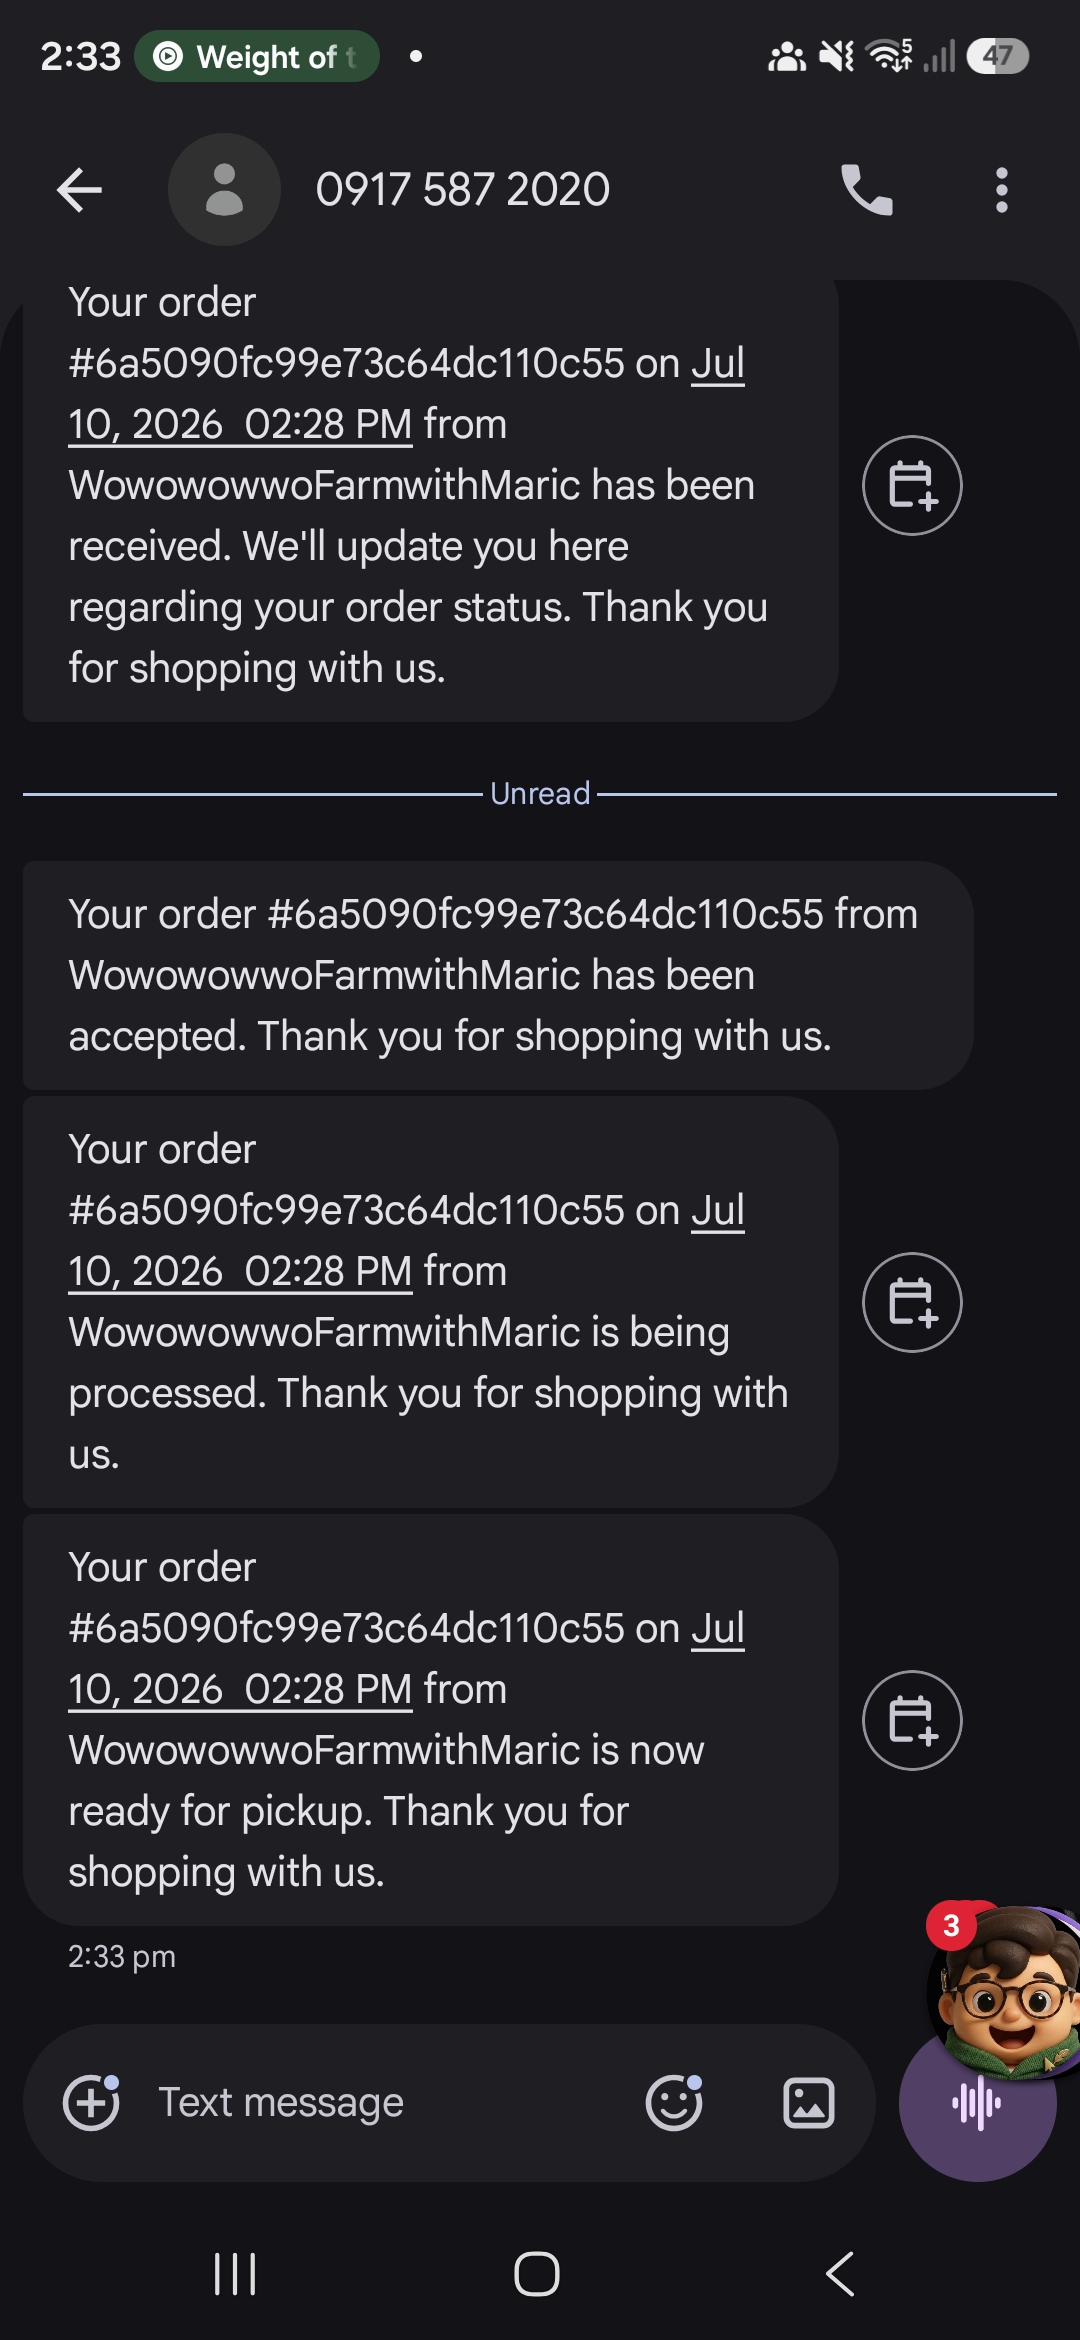 2:33 Weight of t 5 47
0917 587 2020
Your order
#6a5090fc99e73c64dc110c55 on Jul
10, 2026  02:28 PM from
WowowowwoFarmwithMaric has been
received. We'll update you here
regarding your order status. Thank you
for shopping with us.
Unread
Your order #6a5090fc99e73c64dc110c55 from
WowowowwoFarmwithMaric has been
accepted. Thank you for shopping with us.
Your order
#6a5090fc99e73c64dc110c55 on Jul
10, 2026  02:28 PM from
WowowowwoFarmwithMaric is being
processed. Thank you for shopping with
us.
Your order
#6a5090fc99e73c64dc110c55 on Jul
10, 2026  02:28 PM from
WowowowwoFarmwithMaric is now
ready for pickup. Thank you for
shopping with us.
3
2:33 pm
Text message